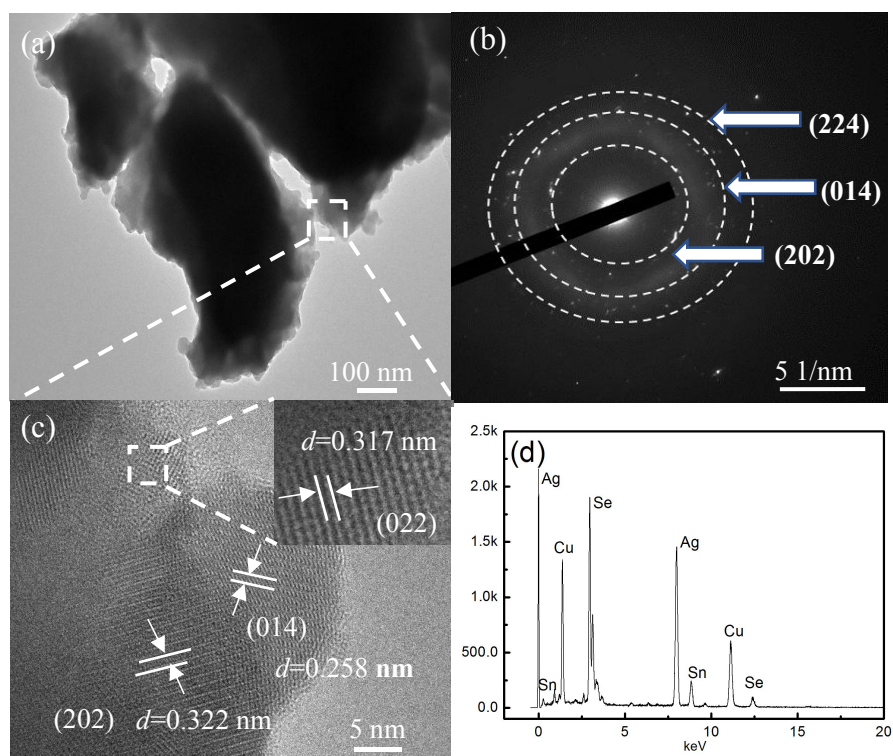 (a)
100 nm
(b)
(224)
(014)
(202)
5 1/nm
(c)
d=0.317 nm
(022)
(014)
d=0.258 nm
(202)
d=0.322 nm
5 nm
(d)
2.5k
2.0k
1.5k
1.0k
500.0
0.0
Ag
Se
Cu
Ag
Cu
Sn
Sn
Se
0
5
10
15
20
keV